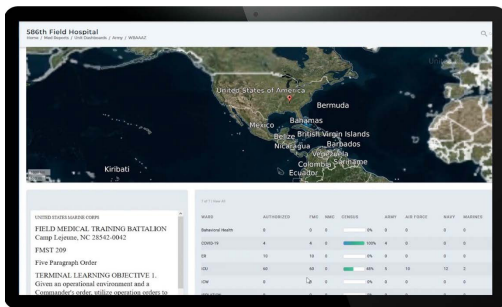 586th Field Hospital
Home / Med Reports / Unit Dashboards / Army / WBAAAZ
United States of America
Bermuda
Bahamas
Mexico
Belize British Virgin Islands
Nicaragua Barbados
Venezuela
Colombia Suriname
Ecuador
Kiribati
UNITED STATES MARINE CORPS
FIELD MEDICAL TRAINING BATTALION
Camp Lejeune, NC 28542-0042
FMST 209
Five Paragraph Order
TERMINAL LEARNING OBJECTIVE 1.
Given an operational environment and a
Commander's order, utilize operation orders to
WARD AUTHORIZED FMC NMC CENSUS ARMY AIR FORCE NAVY MARINES
Behavioral Health 0 0 0 0% 0 0 0 0
COVID-19 4 4 0 100% 4 0 0 0
ER 10 10 0 0% 0 0 0 0
ICU 60 60 0 48% 5 10 12 2
ICW 0 0 0 0% 0 0 0 0